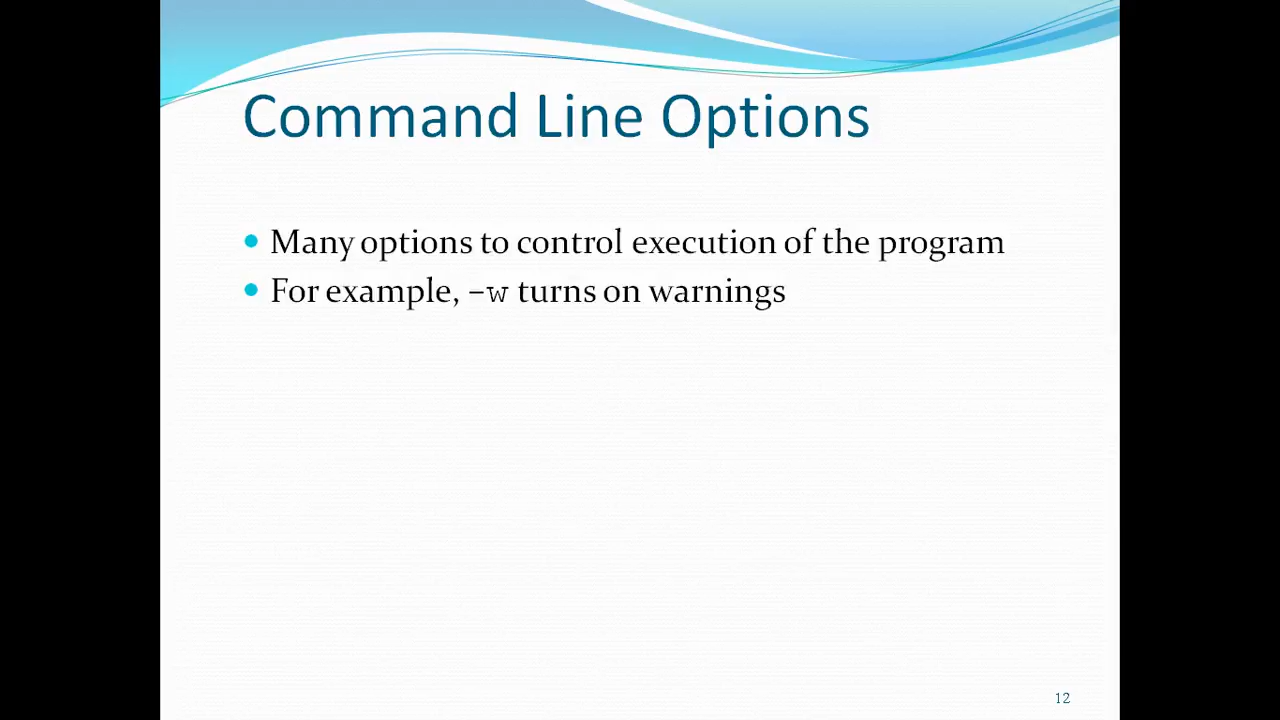 Command Line Options
• Many options to control execution of the program
• For example, –w turns on warnings
12